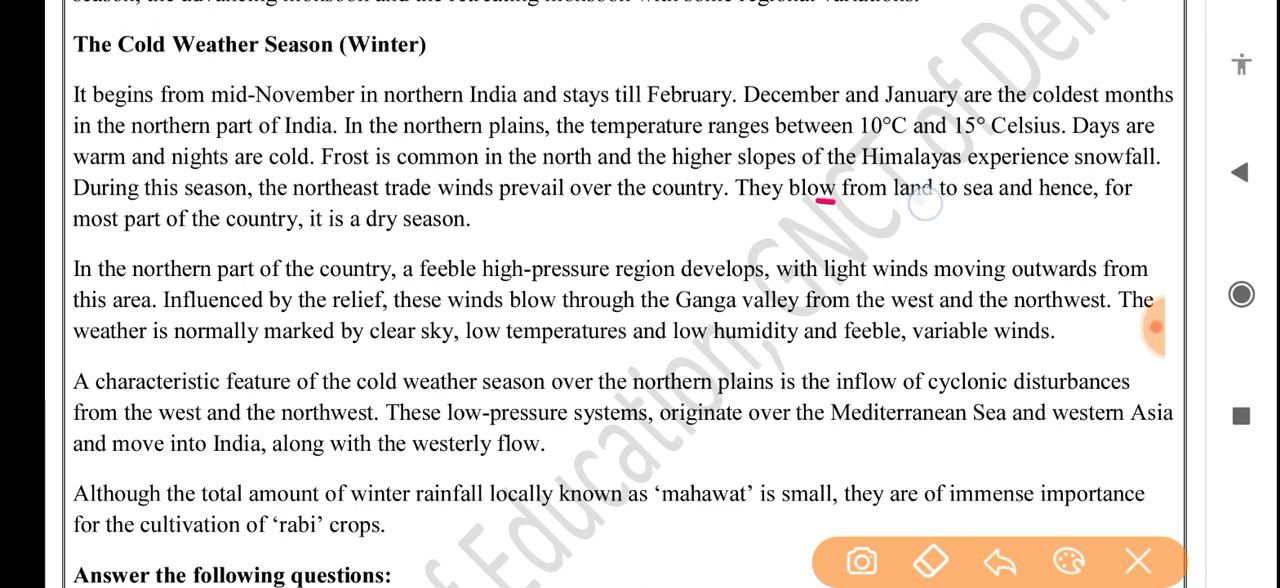 The Cold Weather Season (Winter)
It begins from mid-November in northern India and stays till February. December and January are the coldest months
in the northern part of India. In the northern plains, the temperature ranges between 10°C and 15° Celsius. Days are
warm and nights are cold. Frost is common in the north and the higher slopes of the Himalayas experience snowfall.
During this season, the northeast trade winds prevail over the country. They blow from land to sea and hence, for
most part of the country, it is a dry season.
In the northern part of the country, a feeble high-pressure region develops, with light winds moving outwards from
this area. Influenced by the relief, these winds blow through the Ganga valley from the west and the northwest. The
weather is normally marked by clear sky, low temperatures and low humidity and feeble, variable winds.
A characteristic feature of the cold weather season over the northern plains is the inflow of cyclonic disturbances
from the west and the northwest. These low-pressure systems, originate over the Mediterranean Sea and western Asia
and move into India, along with the westerly flow.
Although the total amount of winter rainfall locally known as ‘mahawat’ is small, they are of immense importance
for the cultivation of ‘rabi’ crops.
Answer the following questions:
of Education, GNCT of Delh